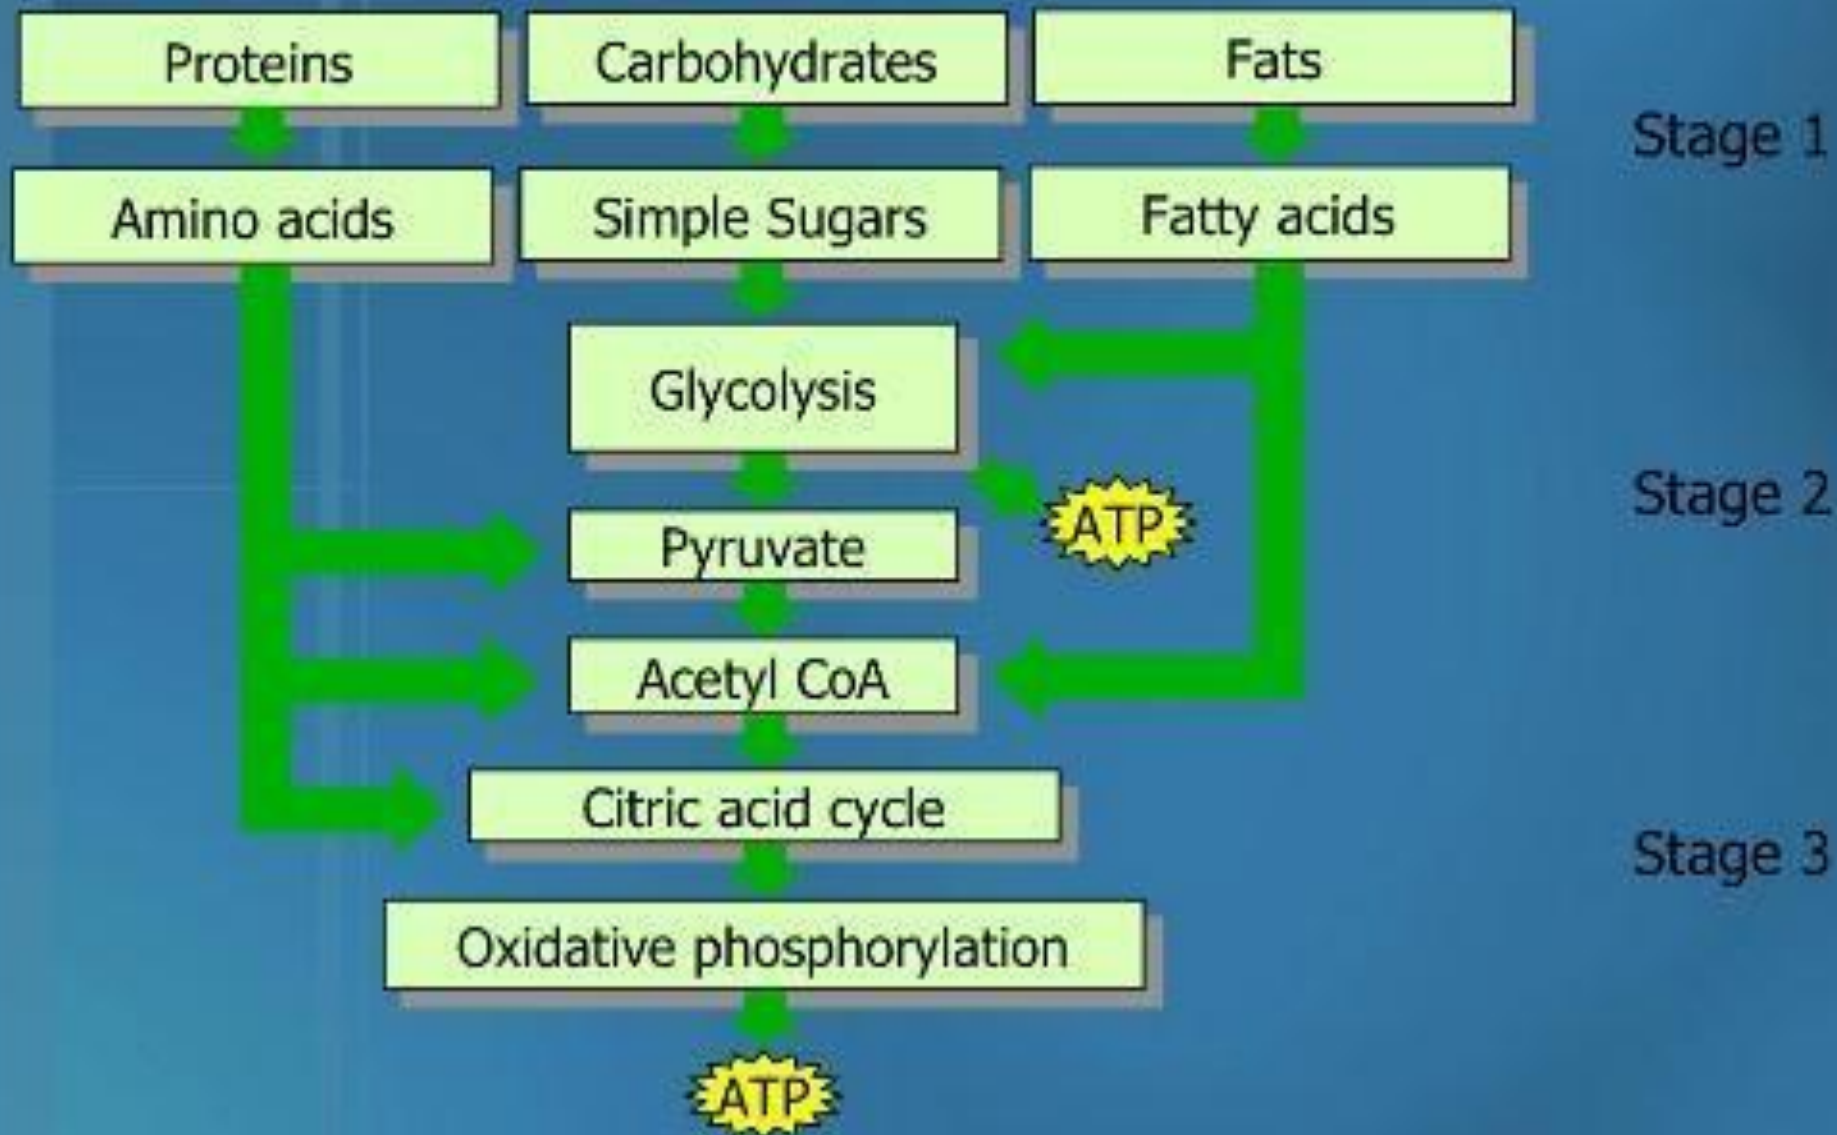 Proteins
Carbohydrates
Fats
Stage 1
Amino acids
Simple Sugars
Fatty acids
Glycolysis
Stage 2
ATP
Pyruvate
Acetyl CoA
Citric acid cycle
Stage 3
Oxidative phosphorylation
ATP